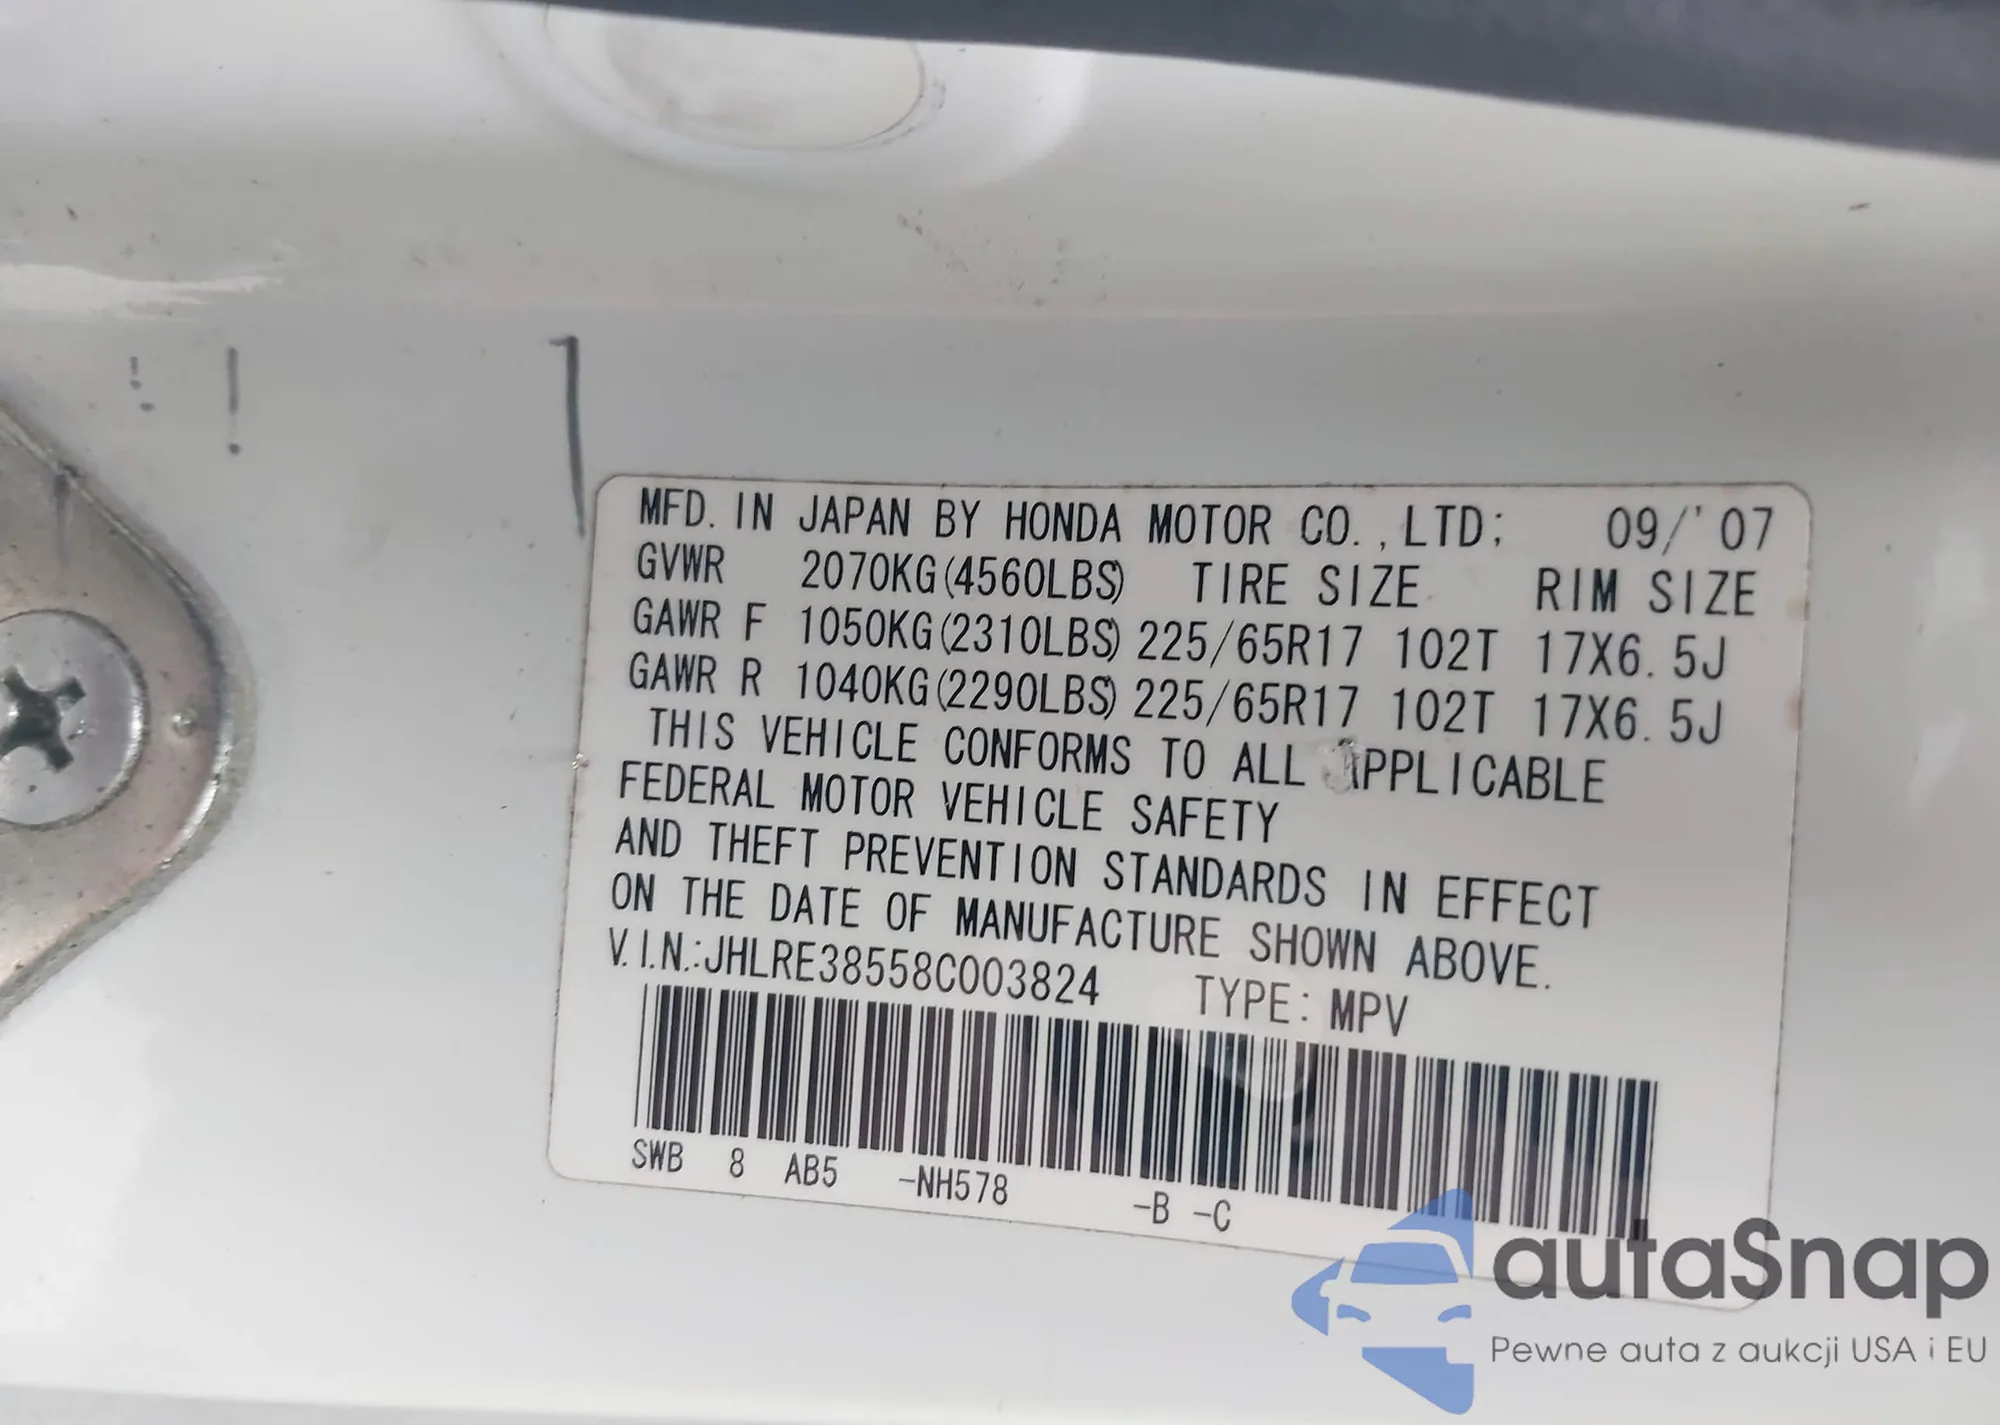 MFD. IN JAPAN BY HONDA MOTOR CO.,LTD; 09/'07
GVWR 2070KG(4560LBS) TIRE SIZE RIM SIZE
GAWR F 1050KG(2310LBS) 225/65R17 102T 17X6.5J
GAWR R 1040KG(2290LBS) 225/65R17 102T 17X6.5J
THIS VEHICLE CONFORMS TO ALL APPLICABLE
FEDERAL MOTOR VEHICLE SAFETY
AND THEFT PREVENTION STANDARDS IN EFFECT
ON THE DATE OF MANUFACTURE SHOWN ABOVE.
V.I.N.:JHLRE38558C003824 TYPE: MPV
SWB 8 AB5 -NH578 -B -C
autaSnap
Pewne auta z aukcji USA i EU